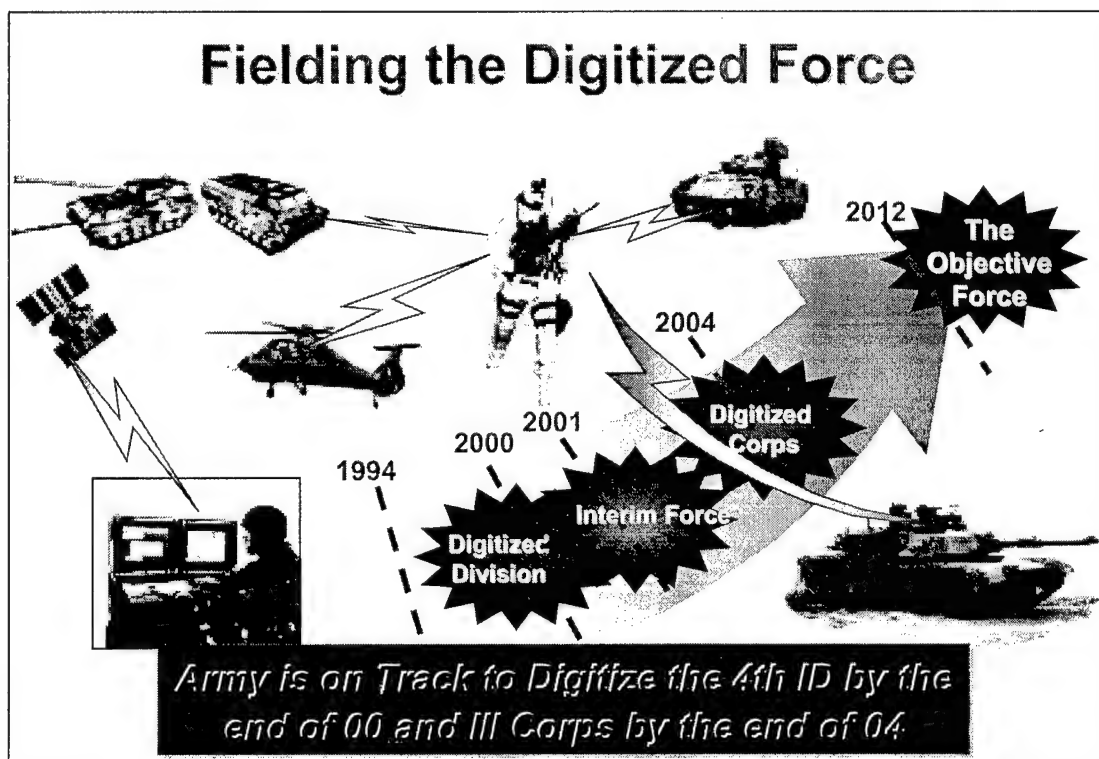 Fielding the Digitized Force
2012
The
Objective
Force
2004
Digitized
Corps
2001
Interim Force
2000
Digitized
Division
1994
Army is on Track to Digitize the 4th ID by the
end of 00 and III Corps by the end of 04